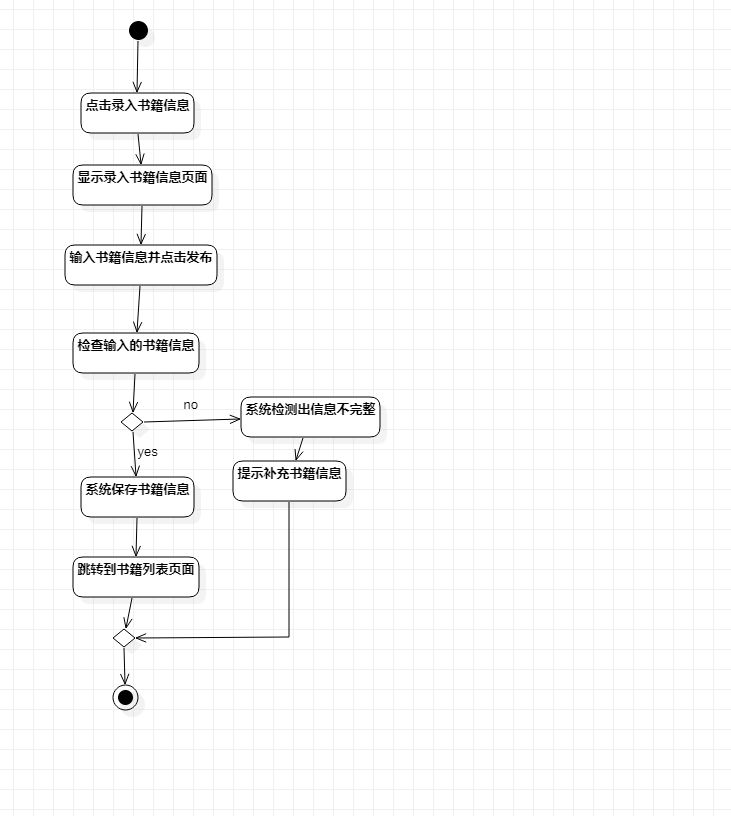 点击录入书籍信息
显示录入书籍信息页面
输入书籍信息并点击发布
检查输入的书籍信息
no
系统检测出信息不完整
yes
提示补充书籍信息
系统保存书籍信息
跳转到书籍列表页面